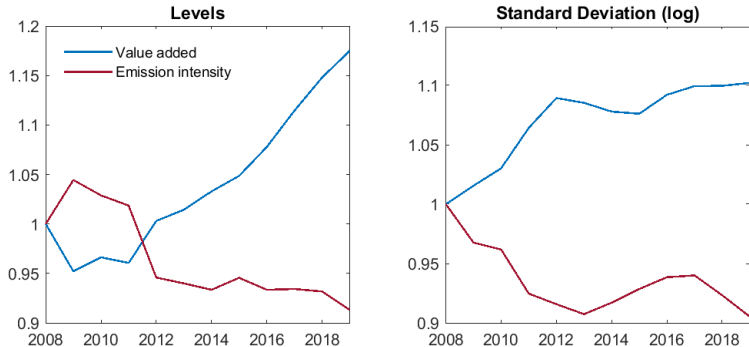 Levels
1.2
1.15
1.1
1.05
1
0.95
0.9
Value added
Emission intensity
2008 2010 2012 2014 2016 2018
Standard Deviation (log)
1.15
1.1
1.05
1
0.95
0.9
2008 2010 2012 2014 2016 2018